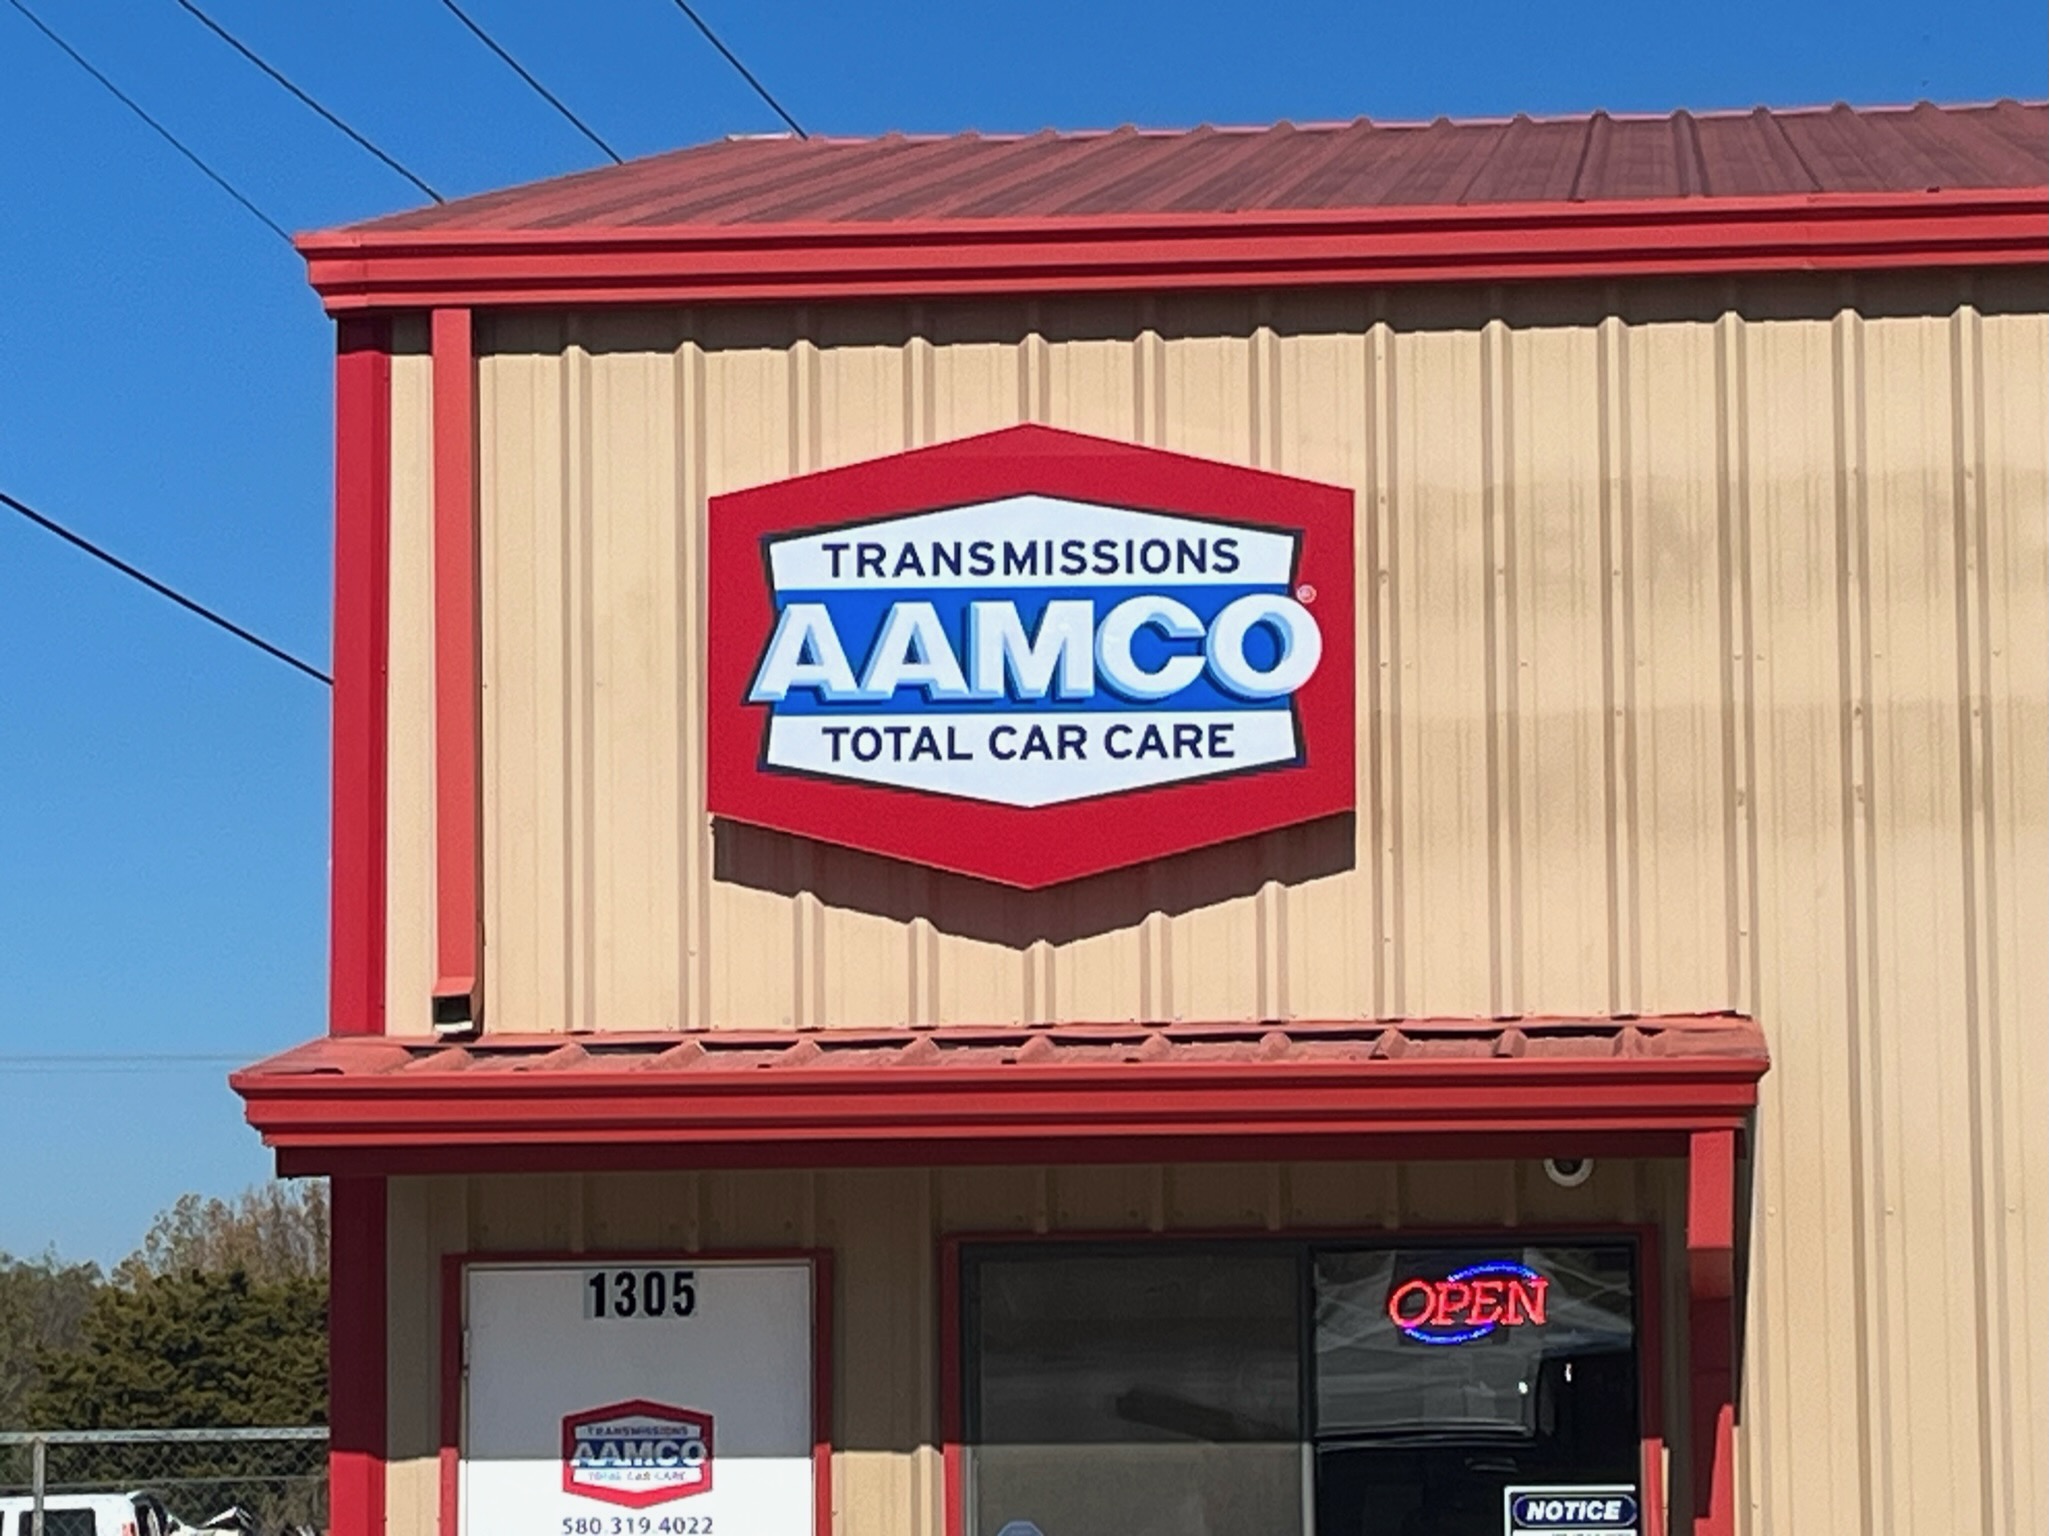 TRANSMISSIONS
AAMCO®
TOTAL CAR CARE
1305
OPEN
TRANSMISSIONS
AAMCO
TOTAL CAR CARE
580.319.4022
NOTICE